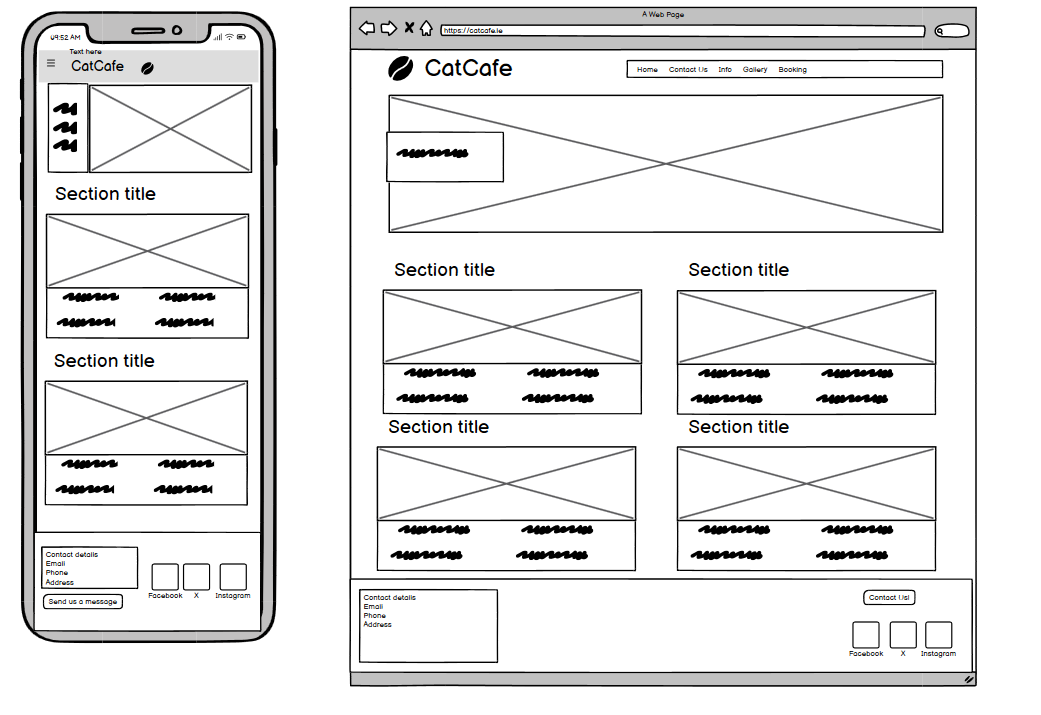 09:52 AM
Text here
CatCafe
Section title
Section title
Contact details
Email
Phone
Address
Send us a message
Facebook X Instagram
A Web Page
https://catcafe.ie
CatCafe
Home Contact Us Info Gallery Booking
Section title Section title
Section title Section title
Contact details
Email
Phone
Address
Contact Us!
Facebook X Instagram